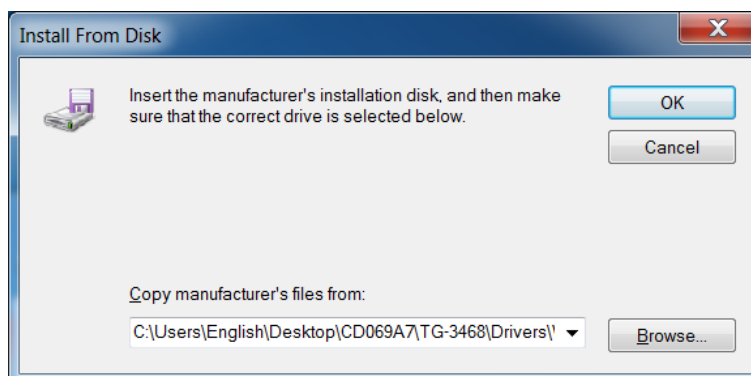 Install From Disk
Insert the manufacturer's installation disk, and then make
sure that the correct drive is selected below.
OK
Cancel
Copy manufacturer's files from:
C:\Users\English\Desktop\CD069A7\TG-3468\Drivers\
Browse...